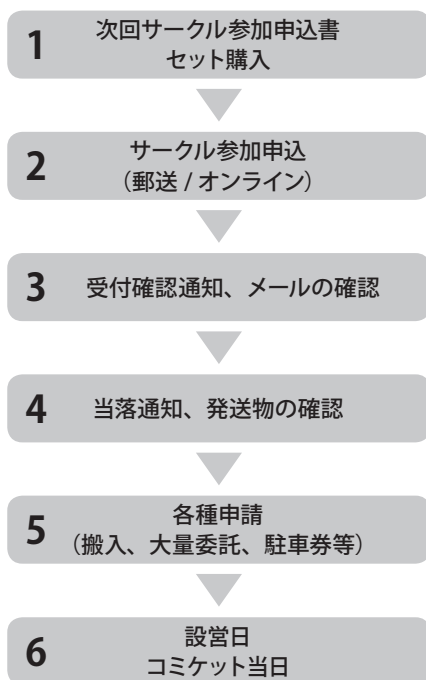 1
次回サークル参加申込書
セット購入
2
サークル参加申込
（郵送 / オンライン）
3
受付確認通知、メールの確認
4
当落通知、発送物の確認
5
各種申請
（搬入、大量委託、駐車券等）
6
設営日
コミケット当日